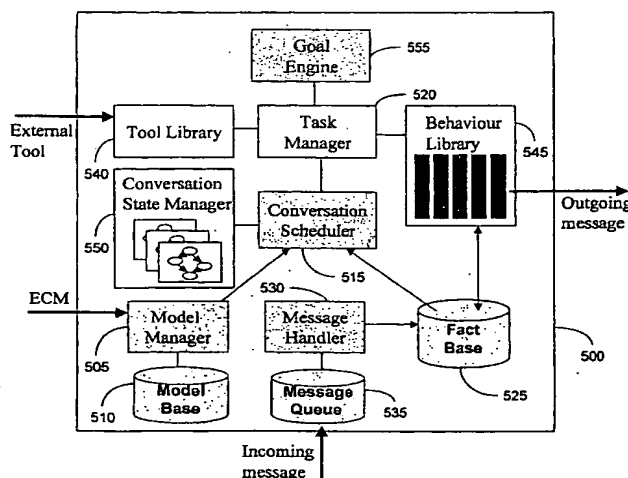 Goal
Engine
555
520
External
Tool
Tool Library
540
Task
Manager
Behaviour
Library
545
Outgoing
message
Conversation
State Manager
550
Conversation
Scheduler
515
530
ECM
Model
Manager
505
Message
Handler
Fact
Base
525
500
Model
Base
510
Message
Queue
535
Incoming
message